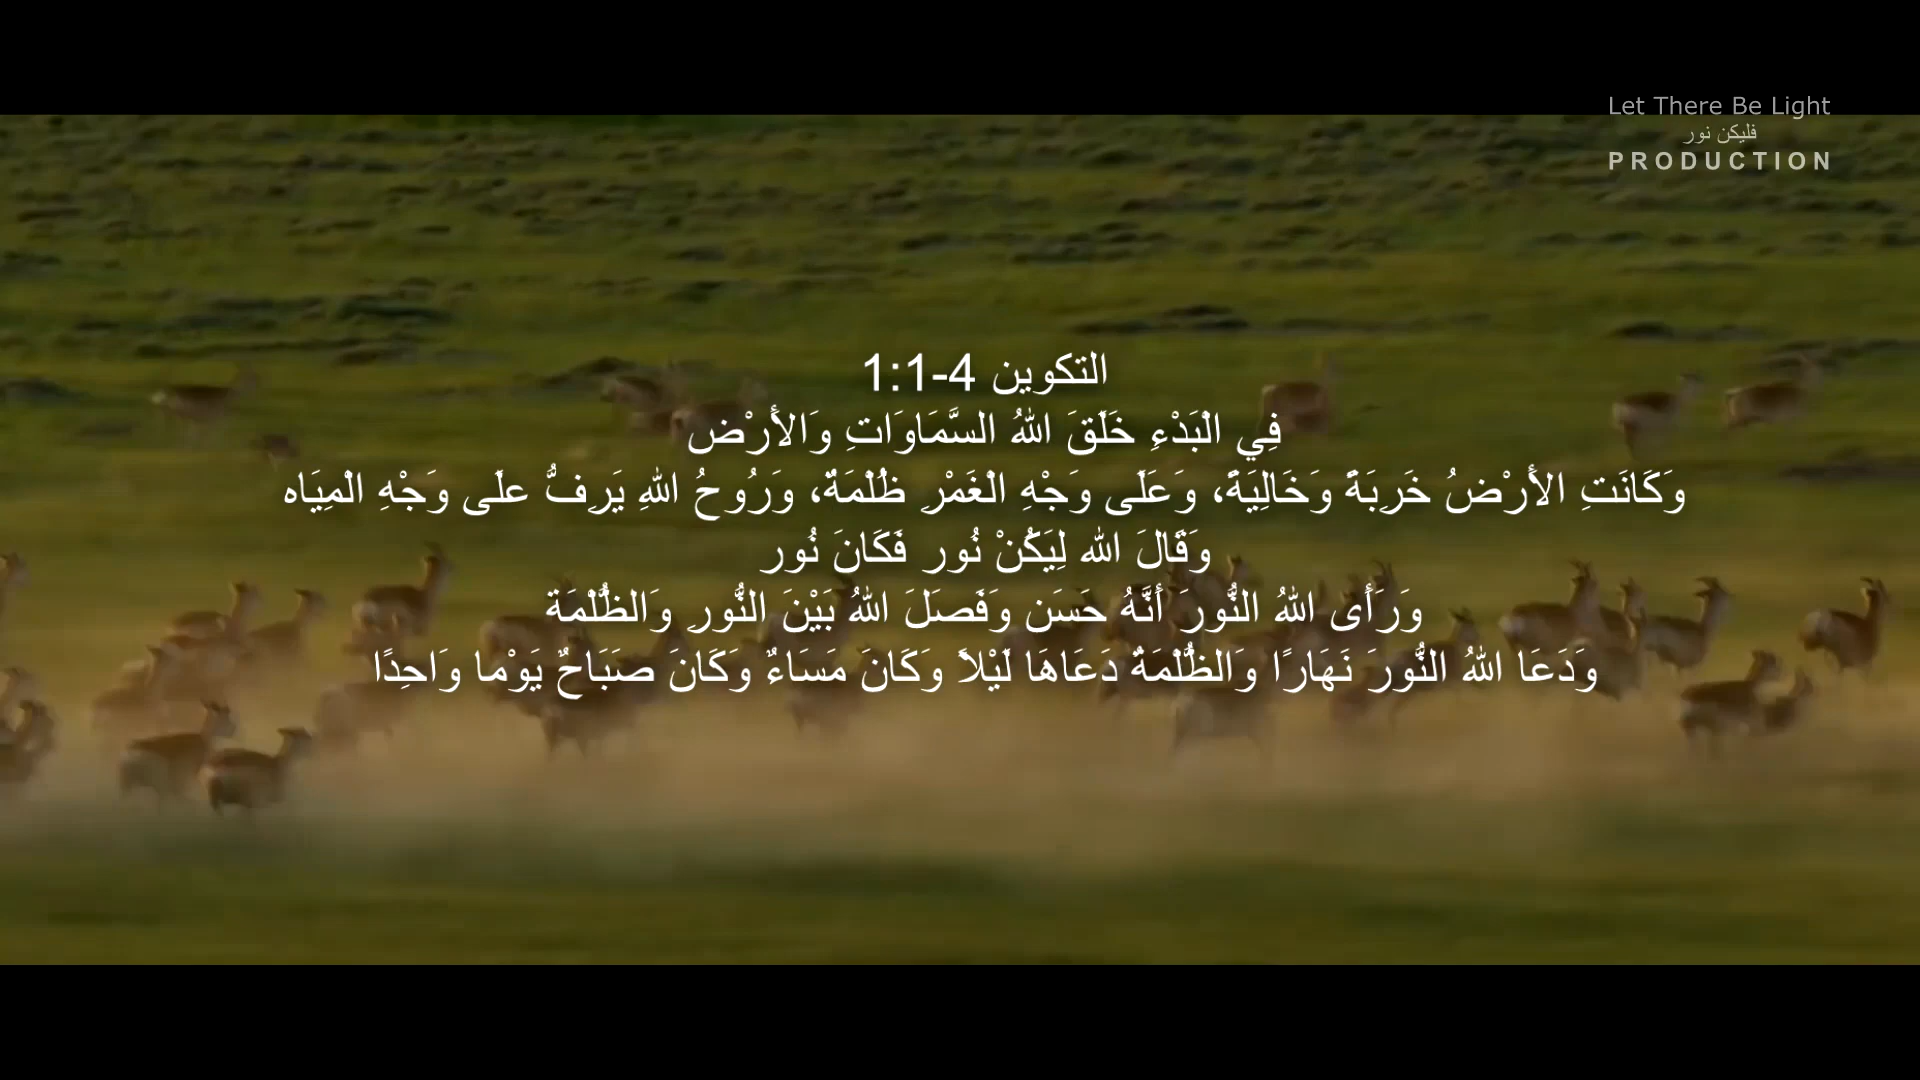 Let There Be Light
فليكن نور
PRODUCTION
التكوين 1:1-4
فِي الْبَدْءِ خَلَقَ اللهُ السَّمَاوَاتِ وَالأَرْض
وَكَانَتِ الأَرْضُ خَرِبَةً وَخَالِيَةً، وَعَلَى وَجْهِ الْغَمْرِ ظُلْمَةٌ، وَرُوحُ اللهِ يَرِفُّ علَى وَجْهِ الْمِيَاه
وَقَالَ الله لِيَكُنْ نُور فَكَانَ نُور
وَرَأَى اللهُ النُّورَ أَنَّهُ حَسَن وَفَصَلَ اللهُ بَيْنَ النُّورِ وَالظُّلْمَة
وَدَعَا اللهُ النُّورَ نَهَارًا وَالظُّلْمَةُ دَعَاهَا لَيْلاً وَكَانَ مَسَاءٌ وَكَانَ صَبَاحٌ يَوْما وَاحِدًا